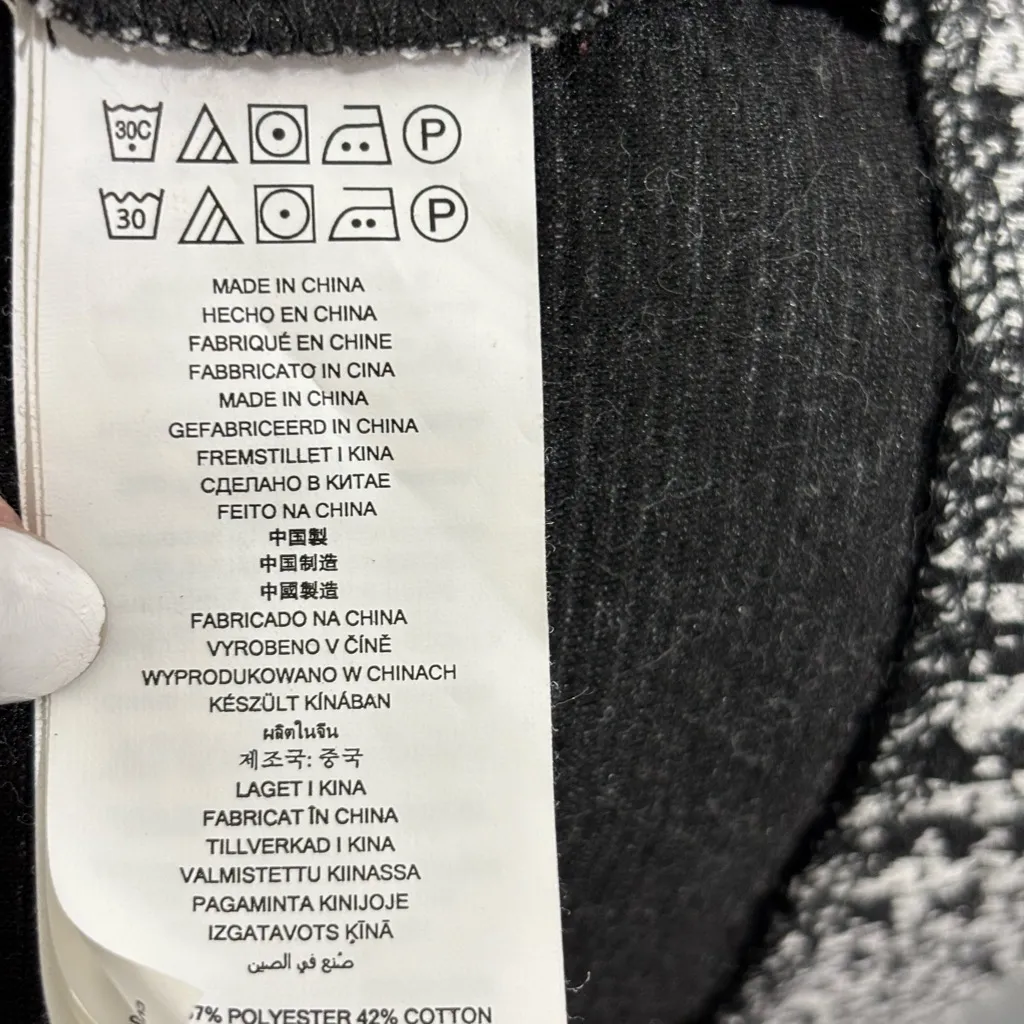 30C P
30 P
MADE IN CHINA
HECHO EN CHINA
FABRIQUÉ EN CHINE
FABBRICATO IN CINA
MADE IN CHINA
GEFABRICEERD IN CHINA
FREMSTILLET I KINA
СДЕЛАНО В КИТАЕ
FEITO NA CHINA
中国製
中国制造
中國製造
FABRICADO NA CHINA
VYROBENO V ČÍNĚ
WYPRODUKOWANO W CHINACH
KÉSZÜLT KÍNÁBAN
ผลิตในจีน
제조국: 중국
LAGET I KINA
FABRICAT ÎN CHINA
TILLVERKAD I KINA
VALMISTETTU KIINASSA
PAGAMINTA KINIJOJE
IZGATAVOTS ĶĪNĀ
صُنع في الصين
7% POLYESTER 42% COTTON